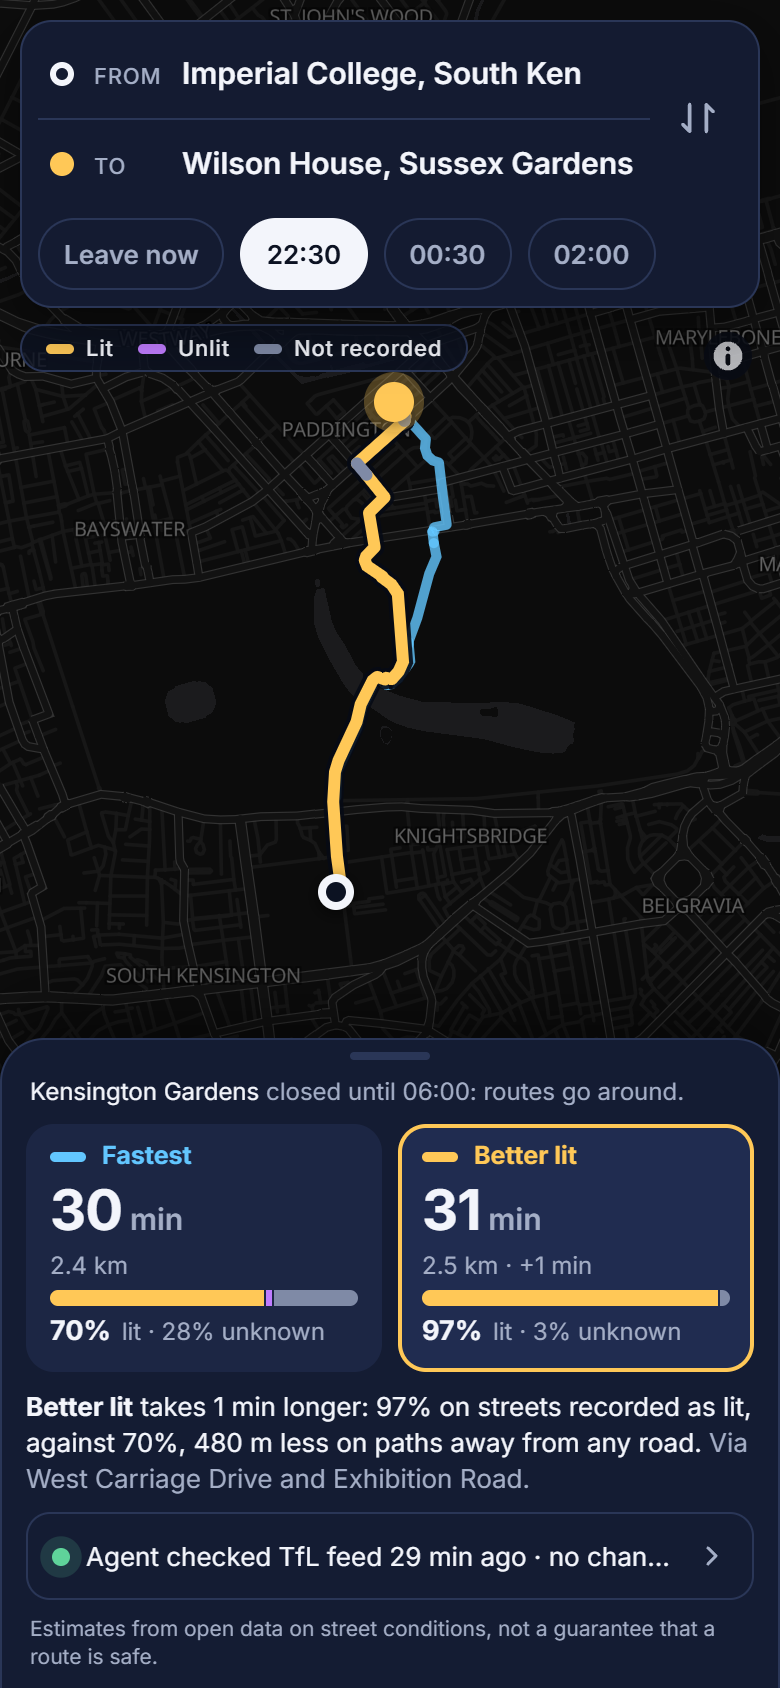 ST. JOHN'S WOOD
FROM Imperial College, South Ken
TO Wilson House, Sussex Gardens
Leave now 22:30 00:30 02:00
WESTWAY
MARYLEBONE
Lit Unlit Not recorded
PADDINGTON
BAYSWATER
KNIGHTSBRIDGE
BELGRAVIA
SOUTH KENSINGTON
Kensington Gardens closed until 06:00: routes go around.
Fastest
30 min
2.4 km
70% lit · 28% unknown
Better lit
31 min
2.5 km · +1 min
97% lit · 3% unknown
Better lit takes 1 min longer: 97% on streets recorded as lit,
against 70%, 480 m less on paths away from any road. Via
West Carriage Drive and Exhibition Road.
Agent checked TfL feed 29 min ago · no chan...
Estimates from open data on street conditions, not a guarantee that a
route is safe.